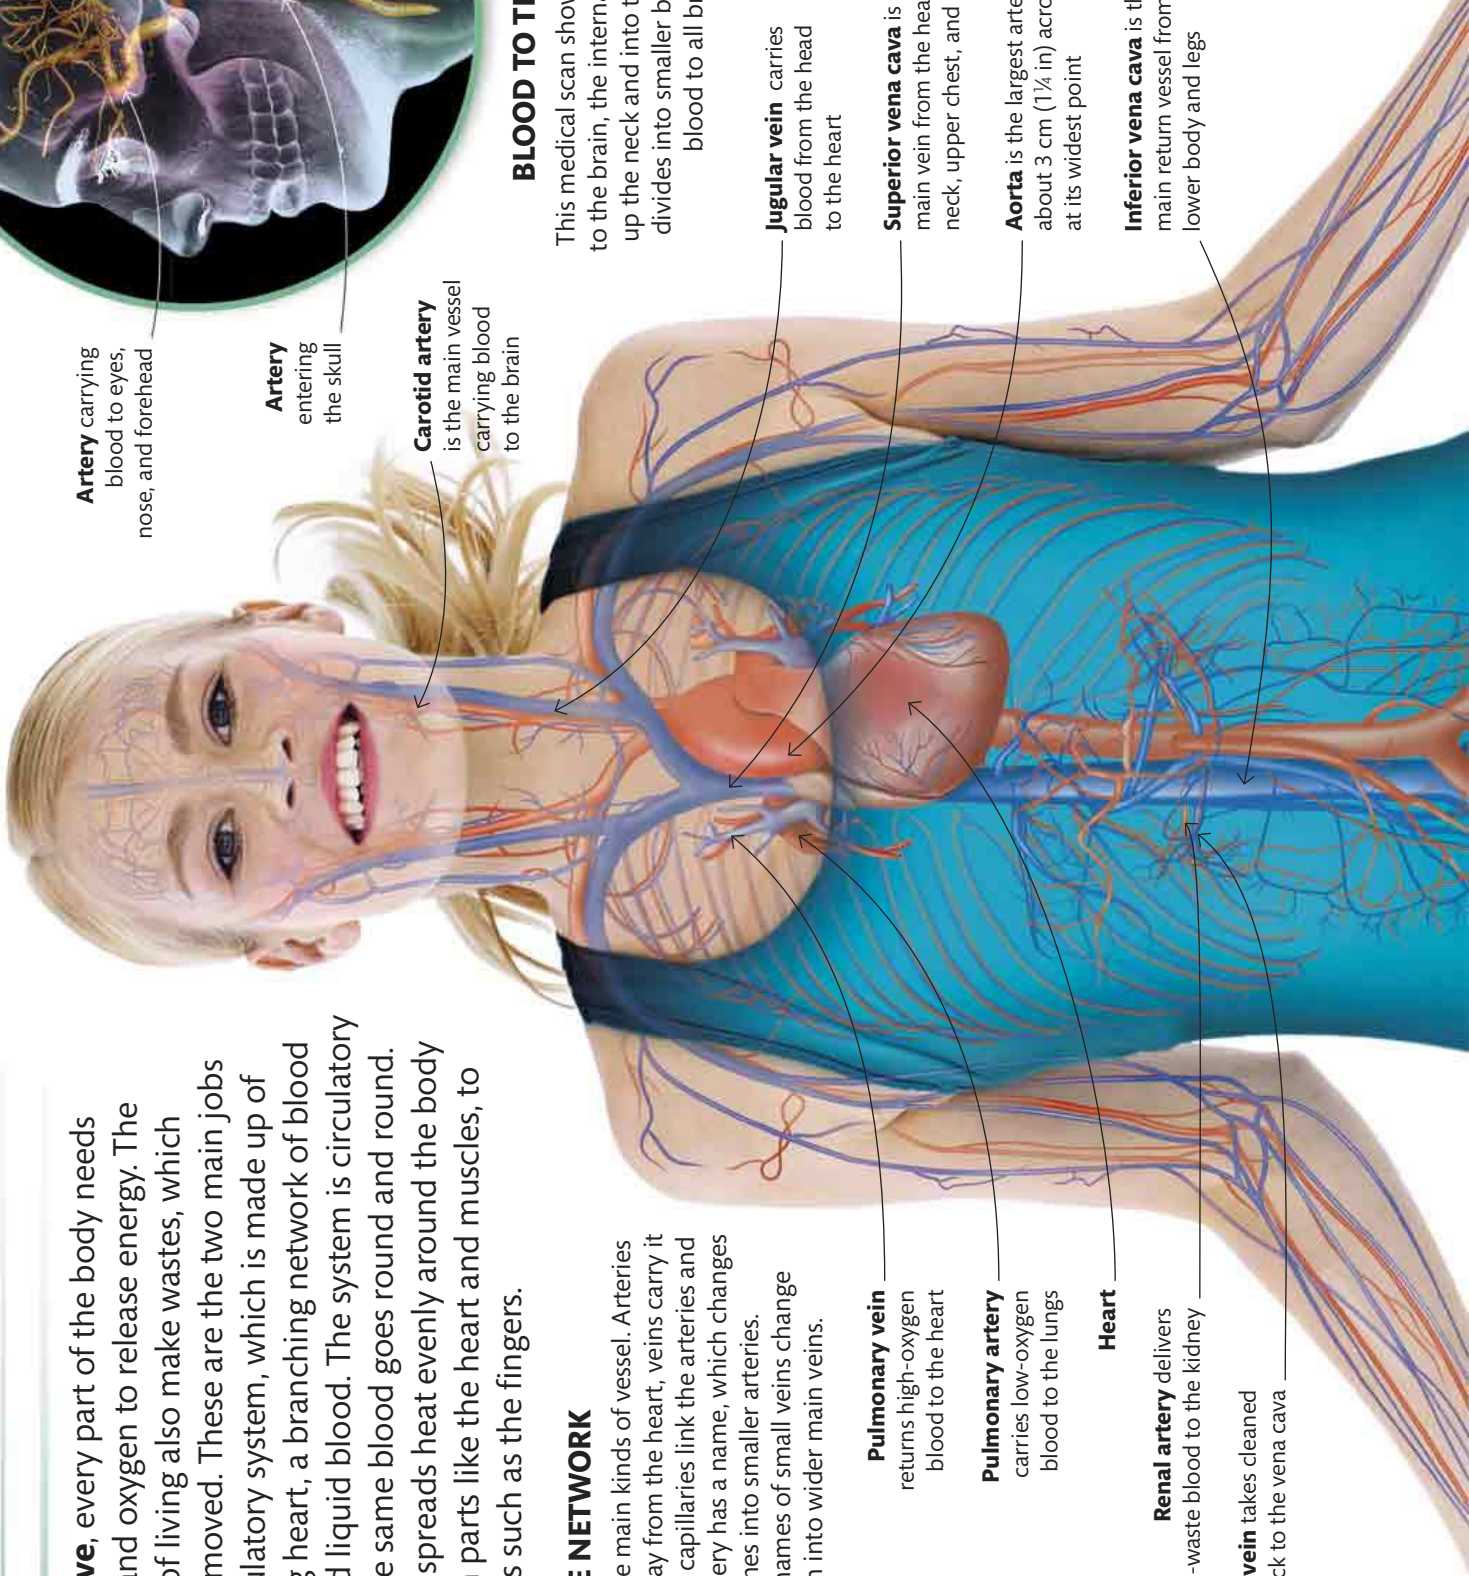 ve, every part of the body needs
nd oxygen to release energy. The
of living also make wastes, which
moved. These are the two main jobs
ulatory system, which is made up of
g heart, a branching network of blood
d liquid blood. The system is circulatory
e same blood goes round and round.
spreads heat evenly around the body
parts like the heart and muscles, to
s such as the fingers.
E NETWORK
e main kinds of vessel. Arteries
ay from the heart, veins carry it
capillaries link the arteries and
ery has a name, which changes
hes into smaller arteries.
names of small veins change
n into wider main veins.
Pulmonary vein
returns high-oxygen
blood to the heart
Pulmonary artery
carries low-oxygen
blood to the lungs
Heart
Renal artery delivers
-waste blood to the kidney
vein takes cleaned
ck to the vena cava
Artery carrying
blood to eyes,
nose, and forehead
Artery
entering
the skull
Carotid artery
is the main vessel
carrying blood
to the brain
BLOOD TO T
This medical scan show
to the brain, the interna
up the neck and into t
divides into smaller b
blood to all br
Jugular vein carries
blood from the head
to the heart
Superior vena cava is
main vein from the hea
neck, upper chest, and
Aorta is the largest arte
about 3 cm (1¼ in) acro
at its widest point
Inferior vena cava is th
main return vessel from
lower body and legs